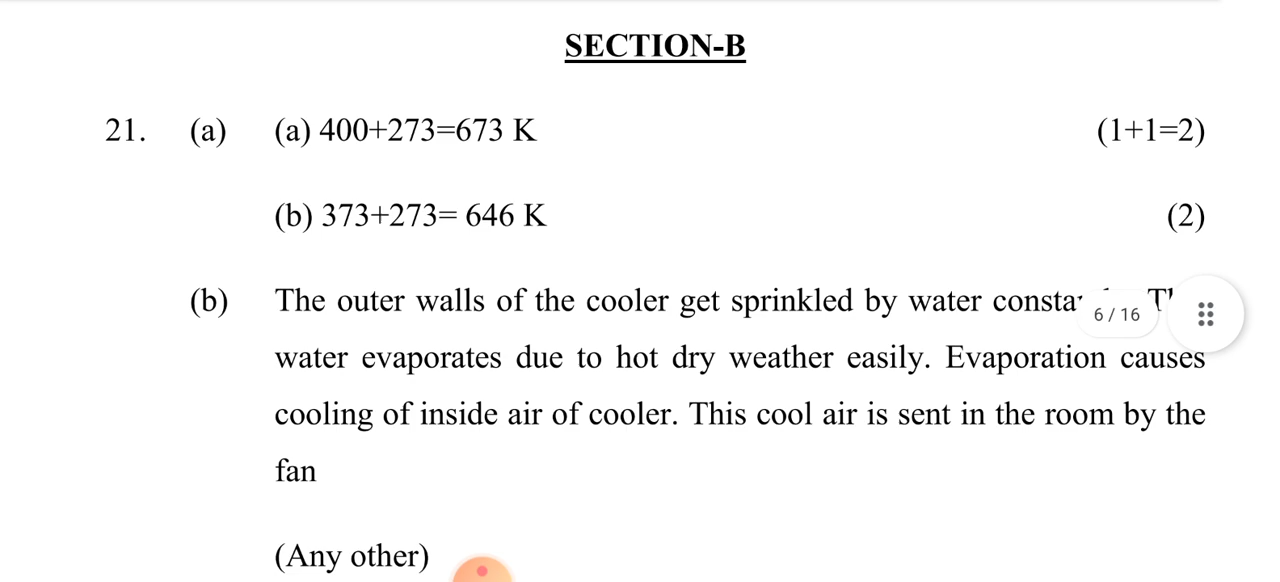 SECTION-B
21. (a) (a) 400+273=673 K (1+1=2)
(b) 373+273= 646 K (2)
(b) The outer walls of the cooler get sprinkled by water
6 / 16
water evaporates due to hot dry weather easily. Evaporation causes
cooling of inside air of cooler. This cool air is sent in the room by the
fan
(Any other)